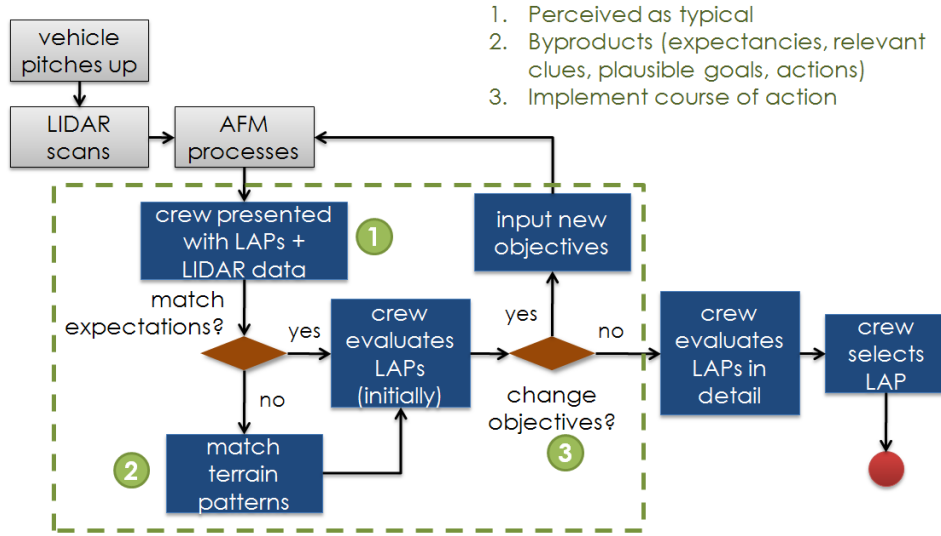 1. Perceived as typical
2. Byproducts (expectancies, relevant
clues, plausible goals, actions)
3. Implement course of action
vehicle
pitches up
LIDAR
scans
AFM
processes
crew presented
with LAPs +
LIDAR data
1
input new
objectives
match
expectations?
yes
crew
evaluates
LAPs
(initially)
yes
no
crew
evaluates
LAPs in
detail
crew
selects
LAP
no
change
objectives?
2
match
terrain
patterns
3